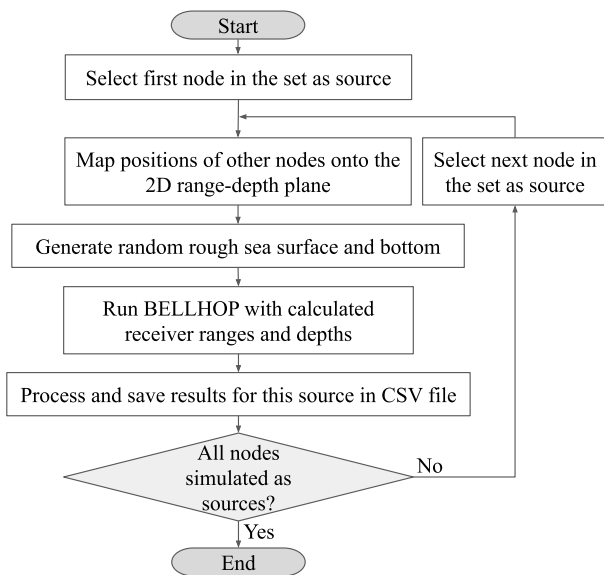 Start
Select first node in the set as source
Map positions of other nodes onto the
2D range-depth plane
Select next node in
the set as source
Generate random rough sea surface and bottom
Run BELLHOP with calculated
receiver ranges and depths
Process and save results for this source in CSV file
All nodes
simulated as
sources?
No
Yes
End